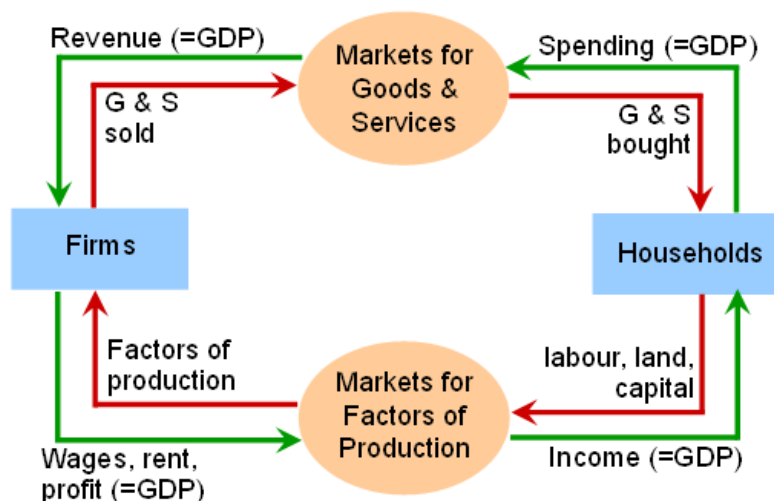 Revenue (=GDP)
Markets for
Goods &
Services
Spending (=GDP)
G & S
sold
G & S
bought
Firms
Households
Factors of
production
Markets for
Factors of
Production
labour, land,
capital
Wages, rent,
profit (=GDP)
Income (=GDP)